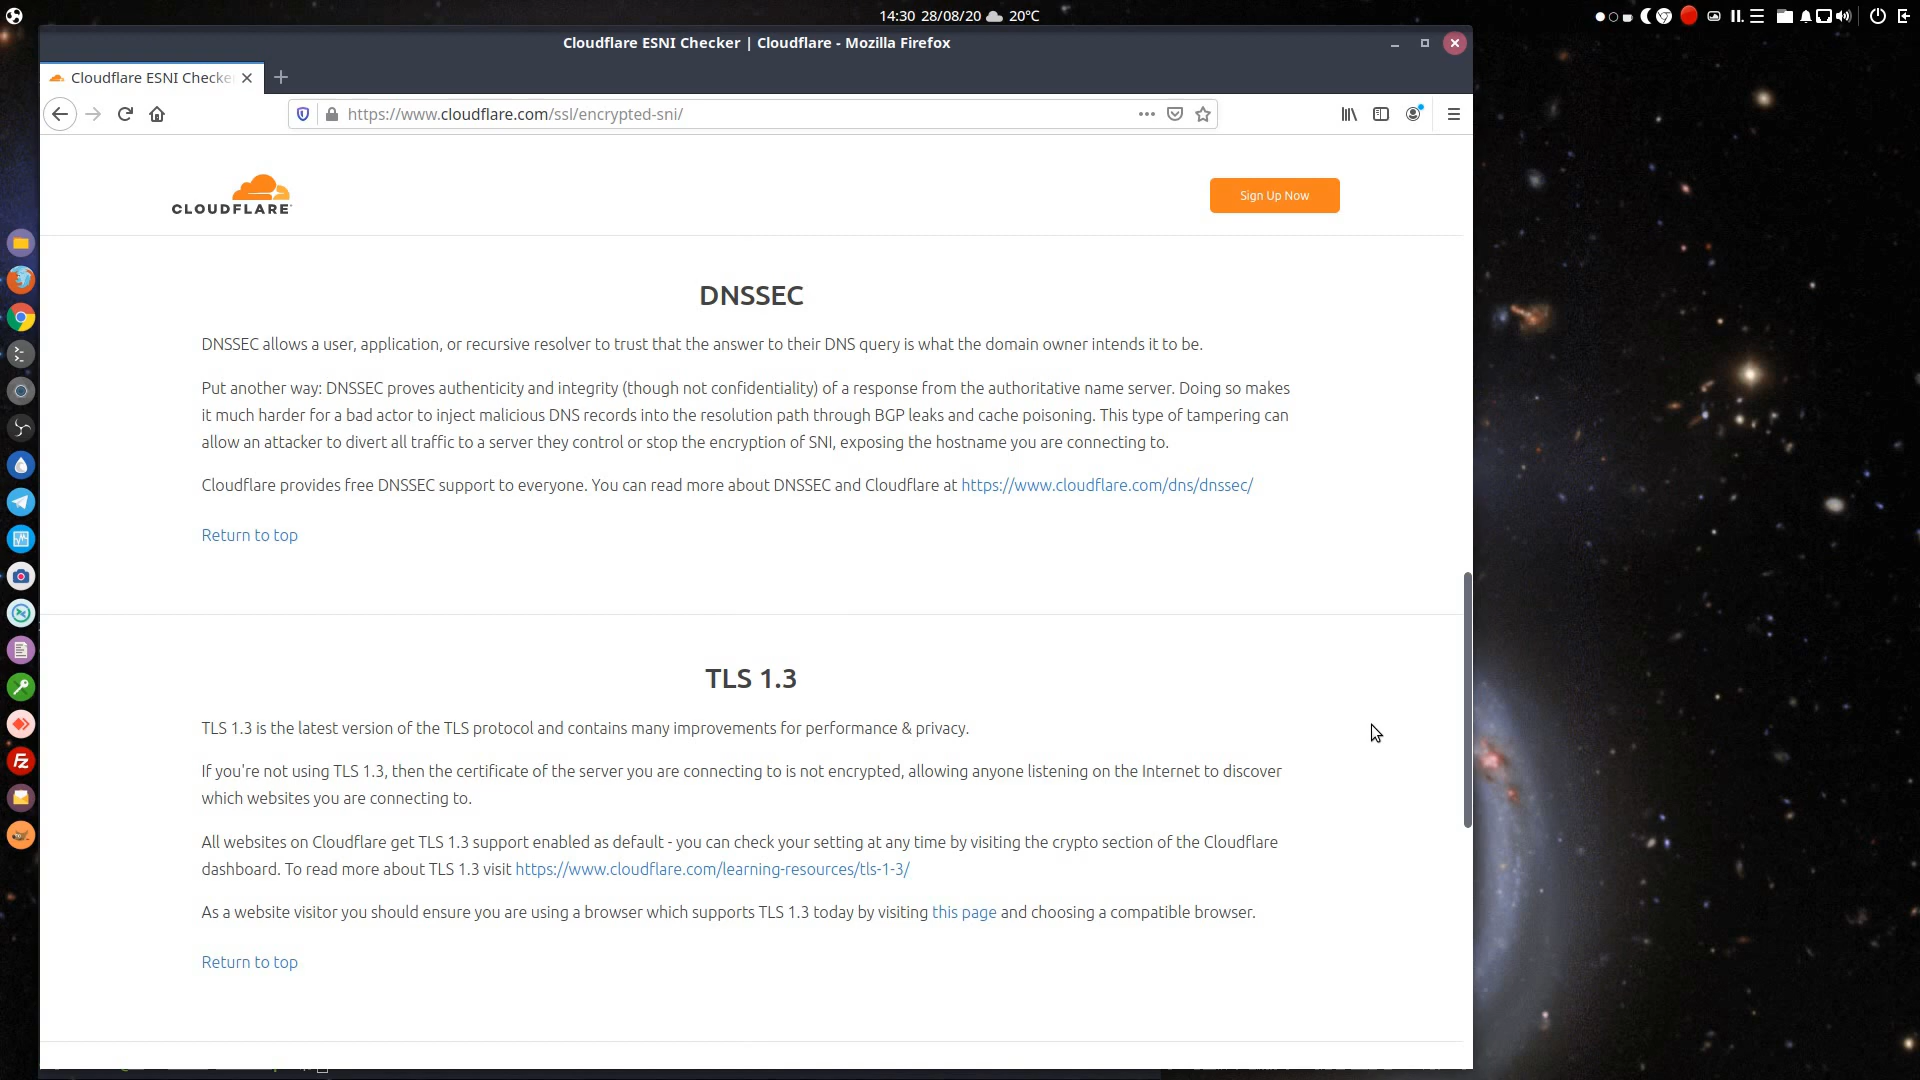 14:30 28/08/20 20°C
Cloudflare ESNI Checker | Cloudflare - Mozilla Firefox
Cloudflare ESNI Checke
https://www.cloudflare.com/ssl/encrypted-sni/
CLOUDFLARE
Sign Up Now
DNSSEC
DNSSEC allows a user, application, or recursive resolver to trust that the answer to their DNS query is what the domain owner intends it to be.
Put another way: DNSSEC proves authenticity and integrity (though not confidentiality) of a response from the authoritative name server. Doing so makes
it much harder for a bad actor to inject malicious DNS records into the resolution path through BGP leaks and cache poisoning. This type of tampering can
allow an attacker to divert all traffic to a server they control or stop the encryption of SNI, exposing the hostname you are connecting to.
Cloudflare provides free DNSSEC support to everyone. You can read more about DNSSEC and Cloudflare at https://www.cloudflare.com/dns/dnssec/
Return to top
TLS 1.3
TLS 1.3 is the latest version of the TLS protocol and contains many improvements for performance & privacy.
If you're not using TLS 1.3, then the certificate of the server you are connecting to is not encrypted, allowing anyone listening on the Internet to discover
which websites you are connecting to.
All websites on Cloudflare get TLS 1.3 support enabled as default - you can check your setting at any time by visiting the crypto section of the Cloudflare
dashboard. To read more about TLS 1.3 visit https://www.cloudflare.com/learning-resources/tls-1-3/
As a website visitor you should ensure you are using a browser which supports TLS 1.3 today by visiting this page and choosing a compatible browser.
Return to top